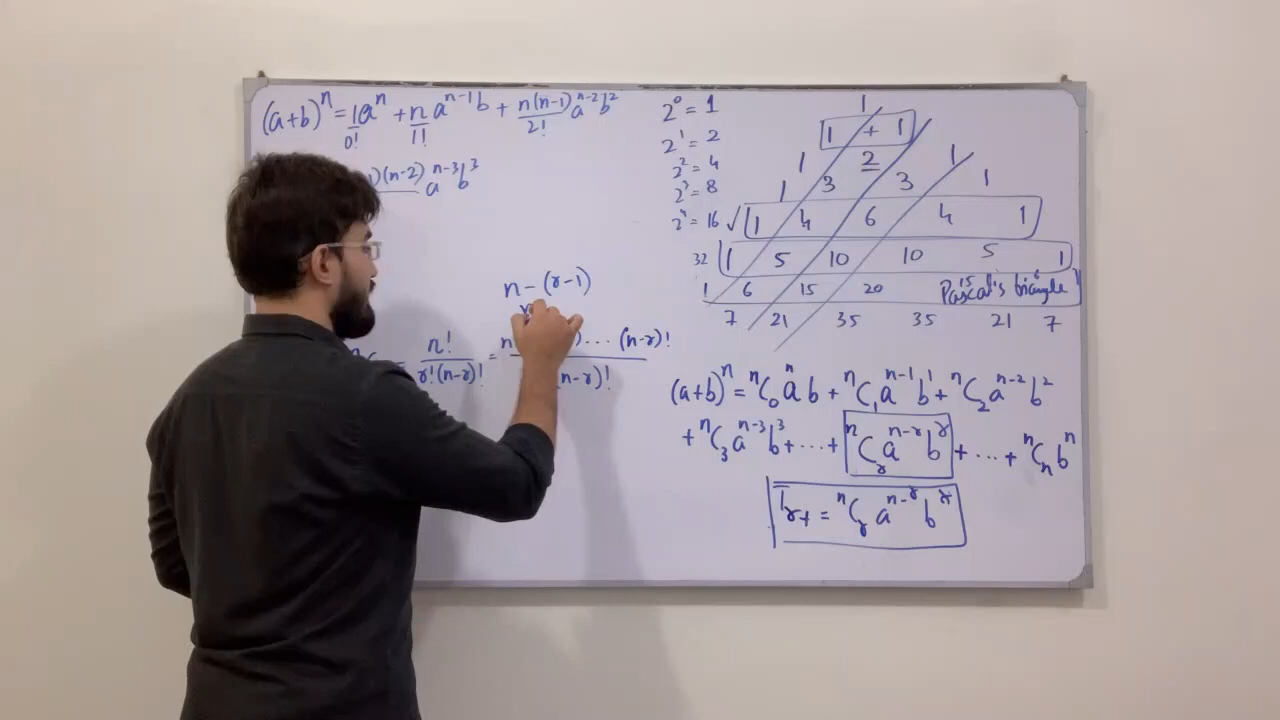 (a+b)^n = 1/0! a^n + n/1! a^(n-1) b + n(n-1)/2! a^(n-2) b^2
)(n-2) a^(n-3) b^3
n - (r-1)
= n!/r!(n-r)! = n ) ... (n-r)! / (n-r)!
2^0 = 1
2^1 = 2
2^2 = 4
2^3 = 8
2^4 = 16 √
32
1
1 + 1
1 2 1
1 3 3 1
1 4 6 4 1
1 5 10 10 5 1
1 6 15 20 15 6 1
Pascal's triangle
7 21 35 35 21 7
(a+b)^n = nC0 a^n b + nC1 a^(n-1) b^1 + nC2 a^(n-2) b^2
+ nC3 a^(n-3) b^3 + ... + nCr a^(n-r) b^r + ... + nCn b^n
Tr+ = nCr a^(n-r) b^r